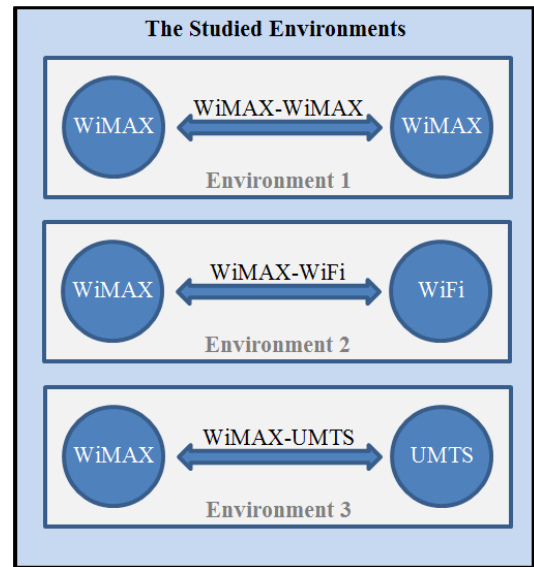 The Studied Environments
WiMAX-WiMAX
WiMAX
WiMAX
Environment 1
WiMAX-WiFi
WiMAX
WiFi
Environment 2
WiMAX-UMTS
WiMAX
UMTS
Environment 3